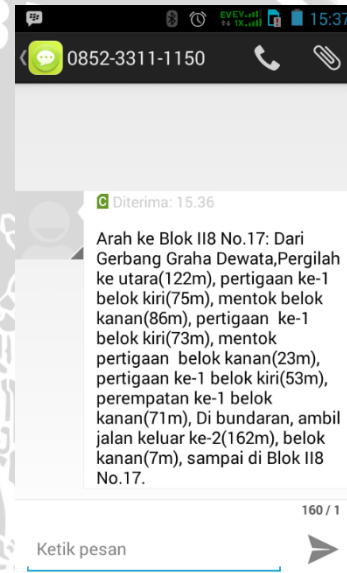 EVEV 15:37
0852-3311-1150
C Diterima: 15.36
Arah ke Blok II8 No.17: Dari
Gerbang Graha Dewata,Pergilah
ke utara(122m), pertigaan ke-1
belok kiri(75m), mentok belok
kanan(86m), pertigaan ke-1
belok kiri(73m), mentok
pertigaan belok kanan(23m),
pertigaan ke-1 belok kiri(53m),
perempatan ke-1 belok
kanan(71m), Di bundaran, ambil
jalan keluar ke-2(162m), belok
kanan(7m), sampai di Blok II8
No.17.
160 / 1
Ketik pesan